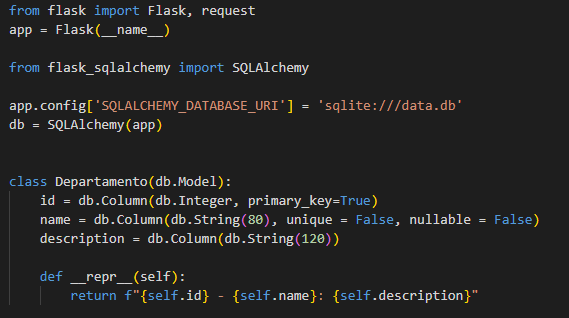 from flask import Flask, request
app = Flask(__name__)
from flask_sqlalchemy import SQLAlchemy
app.config['SQLALCHEMY_DATABASE_URI'] = 'sqlite:///data.db'
db = SQLAlchemy(app)
class Departamento(db.Model):
    id = db.Column(db.Integer, primary_key=True)
    name = db.Column(db.String(80), unique = False, nullable = False)
    description = db.Column(db.String(120))
    def __repr__(self):
        return f"{self.id} - {self.name}: {self.description}"